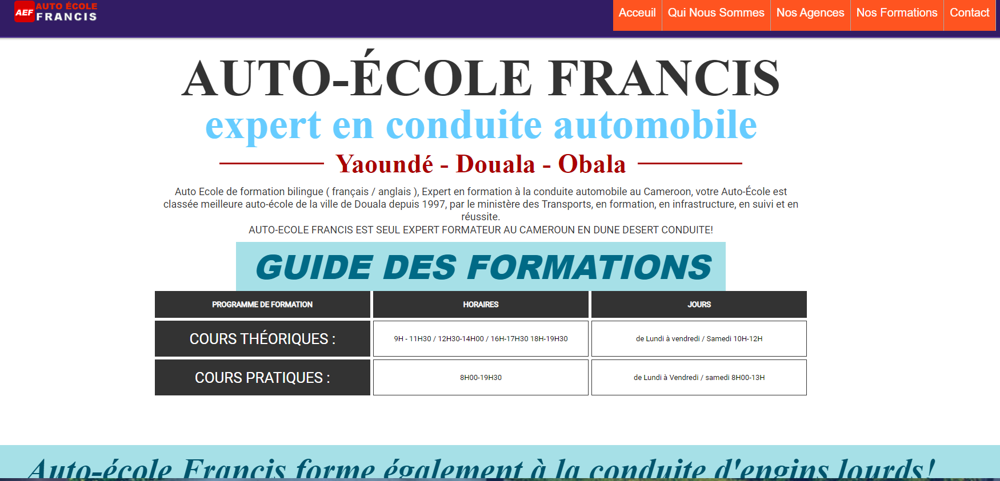 AEF AUTO ÉCOLE
FRANCIS
Acceuil Qui Nous Sommes Nos Agences Nos Formations Contact
AUTO-ÉCOLE FRANCIS
expert en conduite automobile
Yaoundé - Douala - Obala
Auto Ecole de formation bilingue ( français / anglais ), Expert en formation à la conduite automobile au Cameroon, votre Auto-École est
classée meilleure auto-école de la ville de Douala depuis 1997, par le ministère des Transports, en formation, en infrastructure, en suivi et en
réussite.
AUTO-ECOLE FRANCIS EST SEUL EXPERT FORMATEUR AU CAMEROUN EN DUNE DESERT CONDUITE!
GUIDE DES FORMATIONS
PROGRAMME DE FORMATION HORAIRES JOURS
COURS THÉORIQUES : 9H - 11H30 / 12H30-14H00 / 16H-17H30 18H-19H30 de Lundi à vendredi / Samedi 10H-12H
COURS PRATIQUES : 8H00-19H30 de Lundi à Vendredi / samedi 8H00-13H
Auto-école Francis forme également à la conduite d'engins lourds!